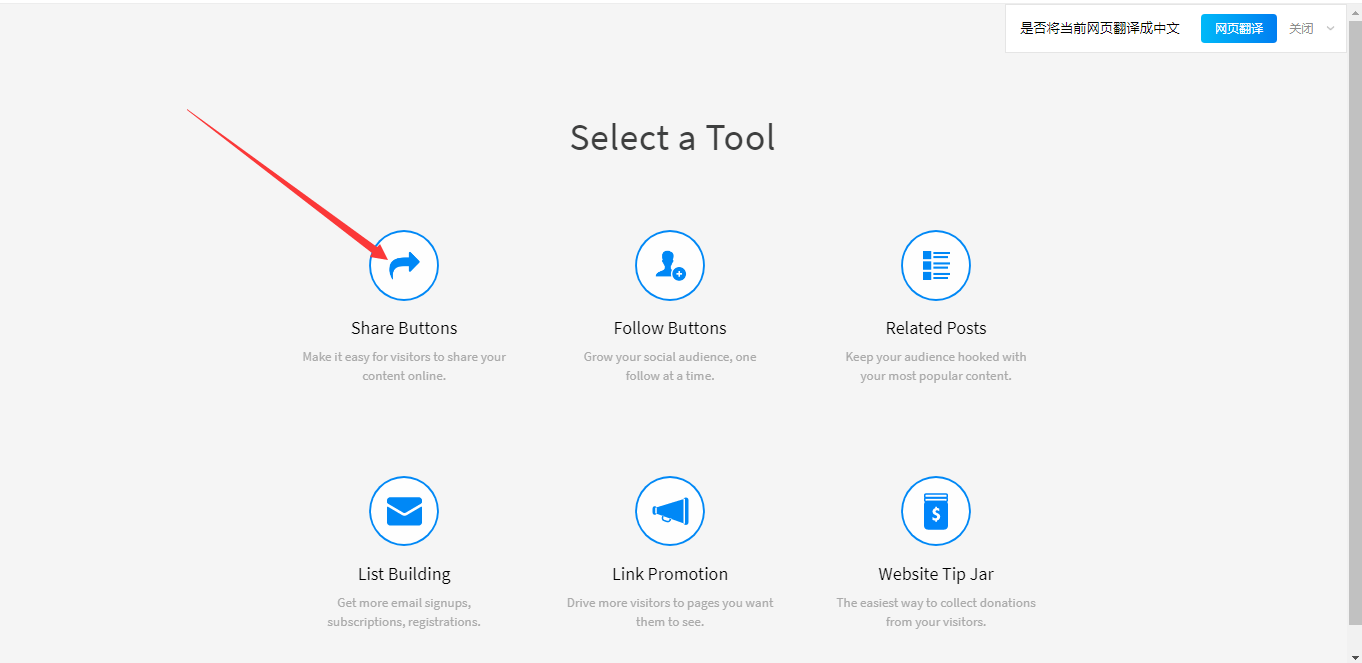 是否将当前网页翻译成中文 网页翻译 关闭
Select a Tool
Share Buttons
Make it easy for visitors to share your
content online.
Follow Buttons
Grow your social audience, one
follow at a time.
Related Posts
Keep your audience hooked with
your most popular content.
List Building
Get more email signups,
subscriptions, registrations.
Link Promotion
Drive more visitors to pages you want
them to see.
$
Website Tip Jar
The easiest way to collect donations
from your visitors.